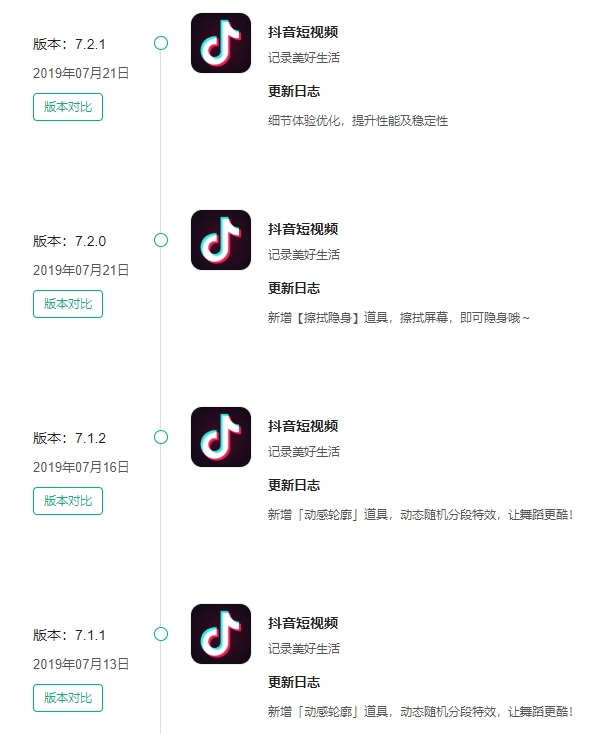 版本：7.2.1
2019年07月21日
版本对比
抖音短视频
记录美好生活
更新日志
细节体验优化，提升性能及稳定性
版本：7.2.0
2019年07月21日
版本对比
抖音短视频
记录美好生活
更新日志
新增【擦拭隐身】道具，擦拭屏幕，即可隐身哦～
版本：7.1.2
2019年07月16日
版本对比
抖音短视频
记录美好生活
更新日志
新增「动感轮廓」道具，动态随机分段特效，让舞蹈更酷！
版本：7.1.1
2019年07月13日
版本对比
抖音短视频
记录美好生活
更新日志
新增「动感轮廓」道具，动态随机分段特效，让舞蹈更酷！